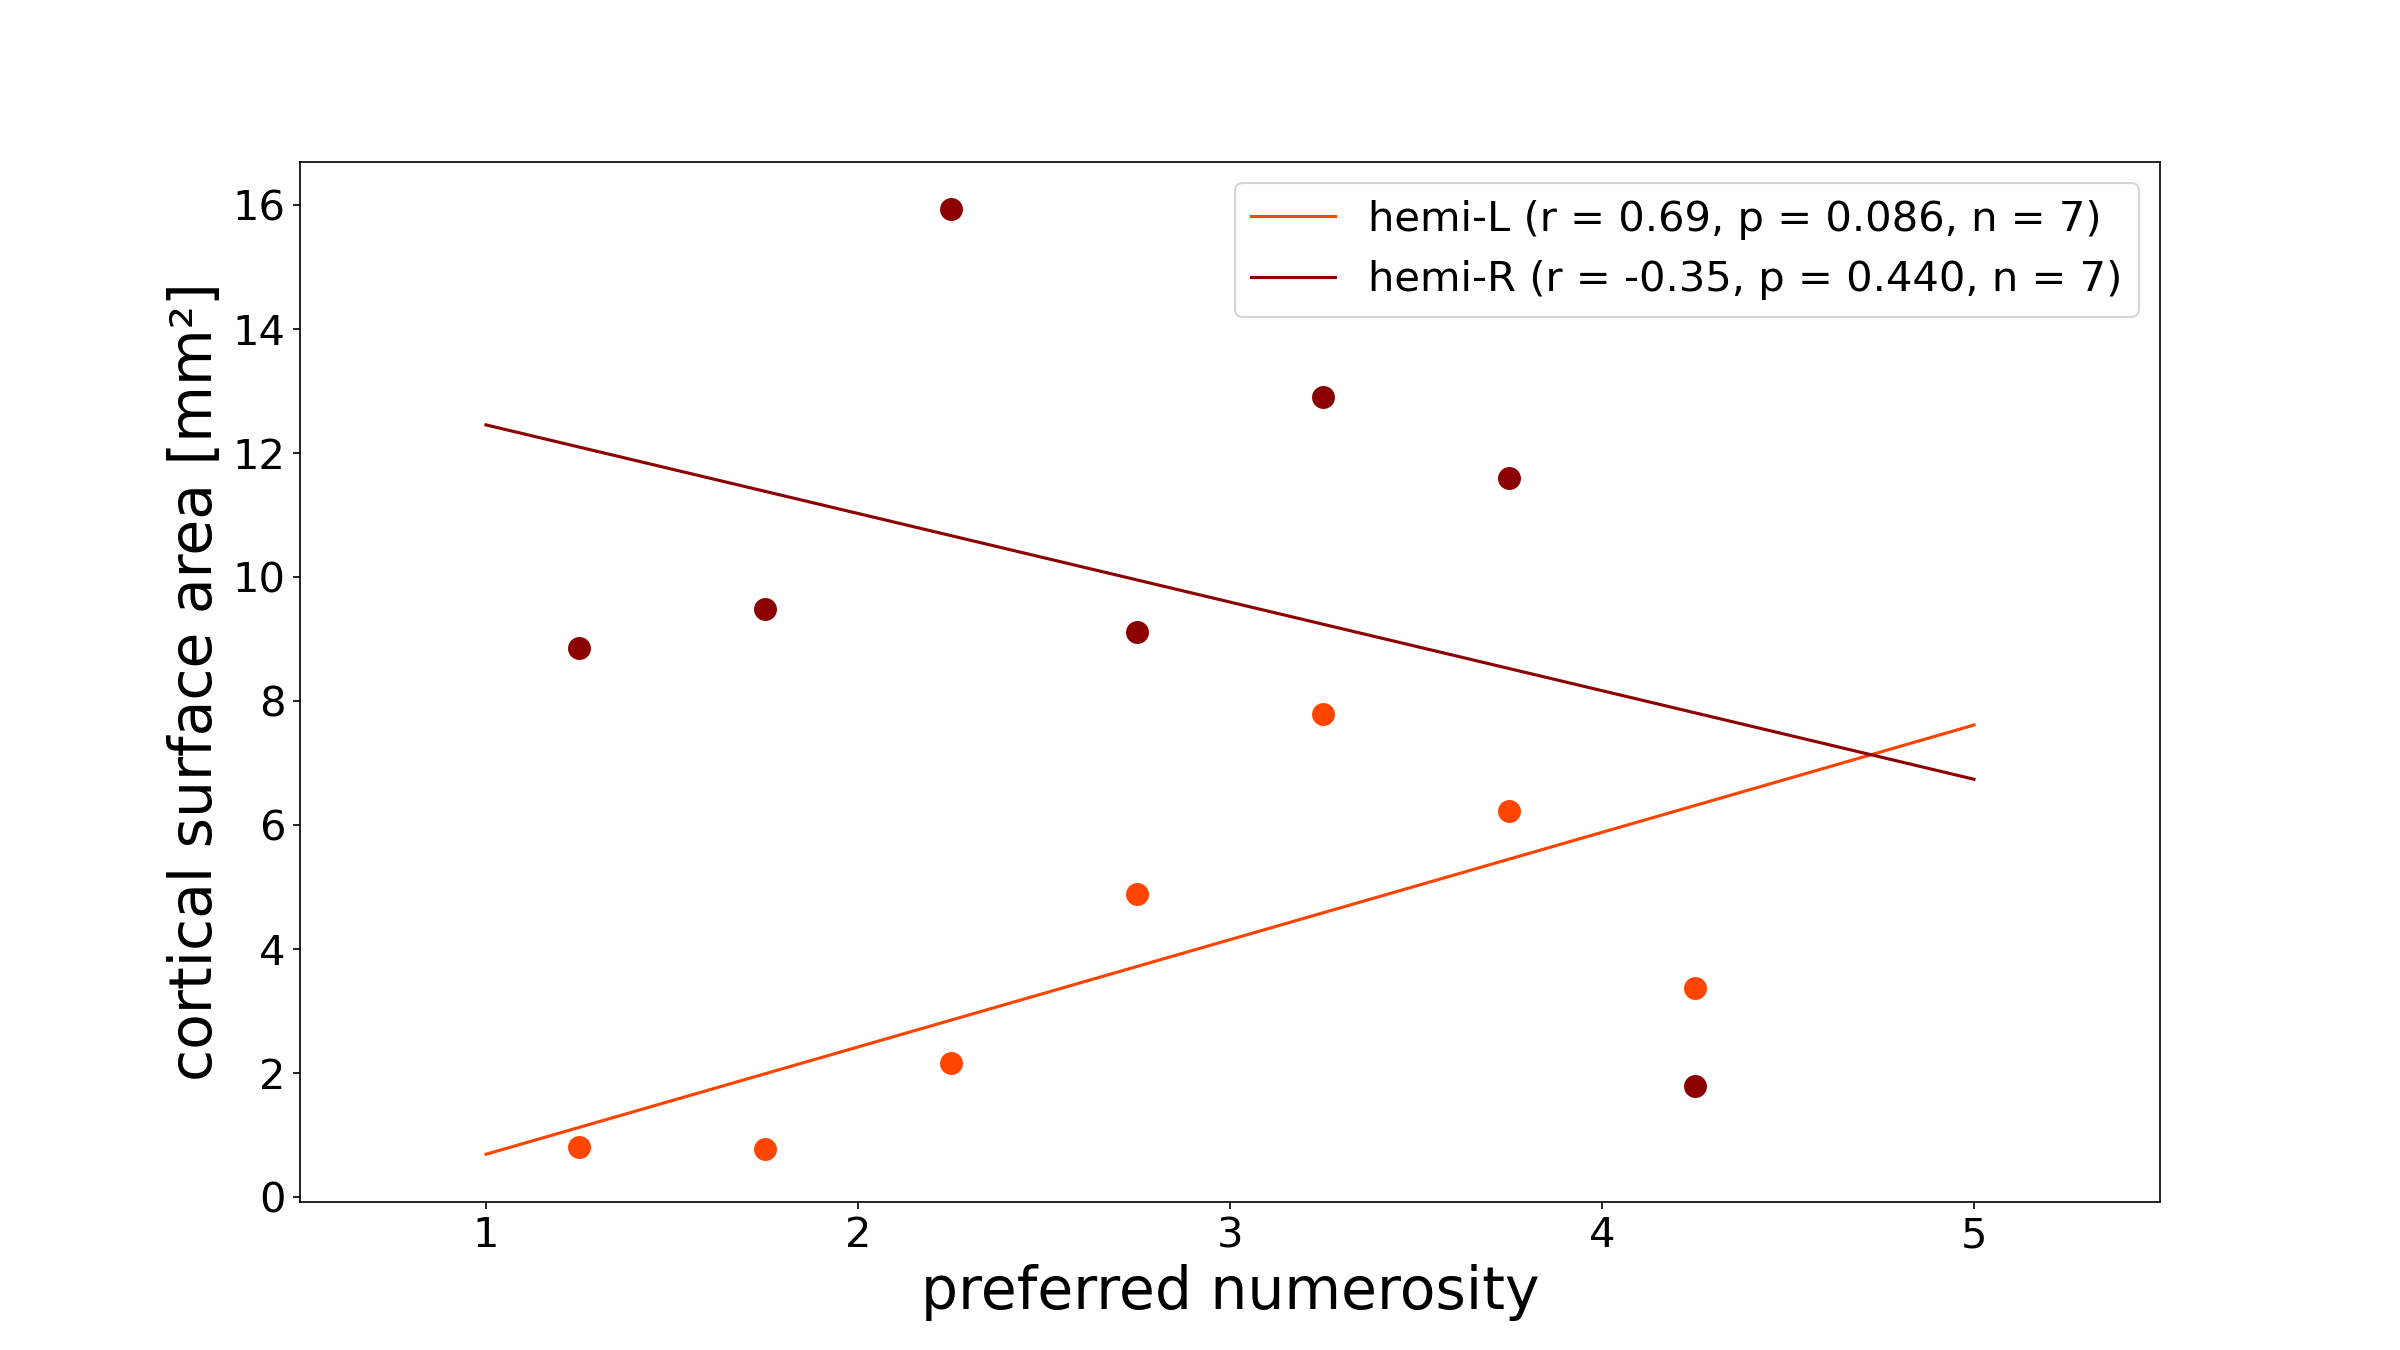 hemi-L (r = 0.69, p = 0.086, n = 7)
hemi-R (r = -0.35, p = 0.440, n = 7)
cortical surface area [mm²]
16
14
12
10
8
6
4
2
0
1 2 3 4 5
preferred numerosity